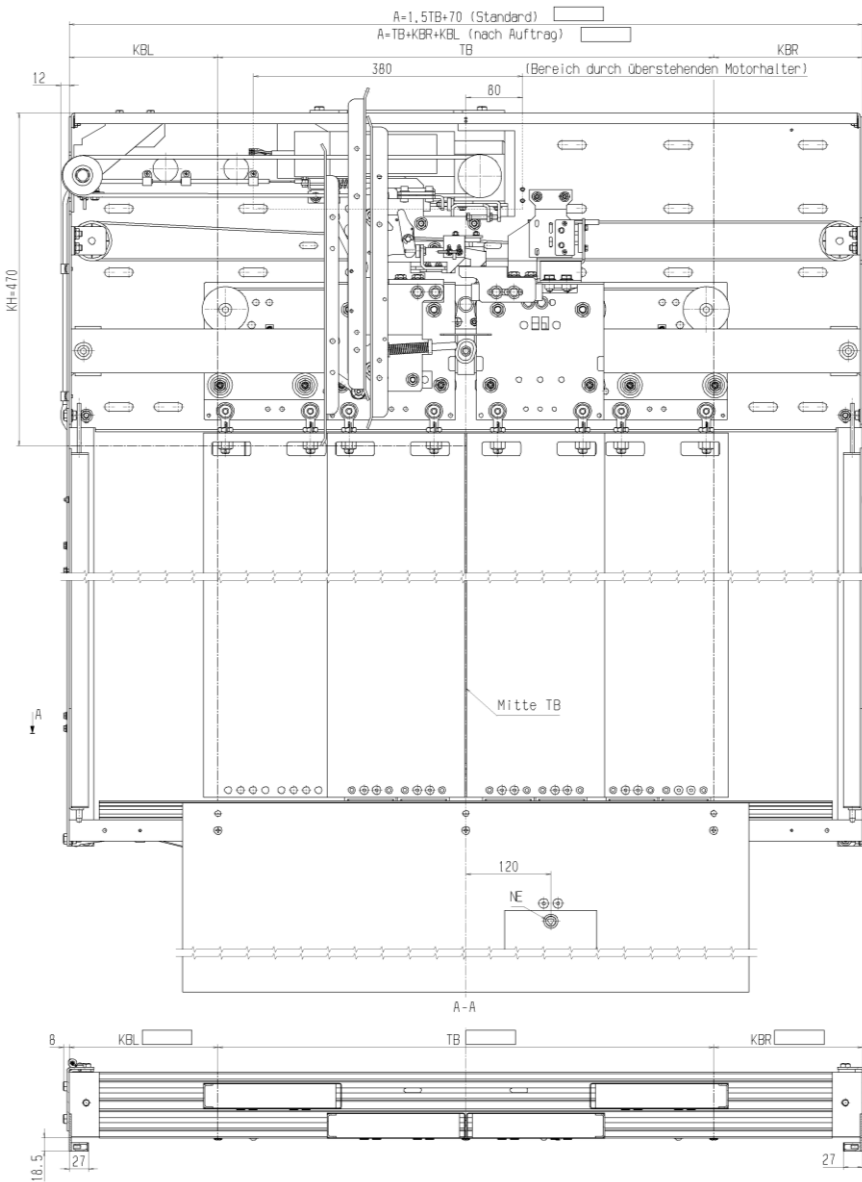 A=1,5TB+70 (Standard)
A=TB+KBR+KBL (nach Auftrag)
KBL
TB
KBR
12
380
(Bereich durch überstehenden Motorhalter)
80
KH=470
Mitte TB
A
120
NE
A-A
8
KBL
TB
KBR
18.5
27
27